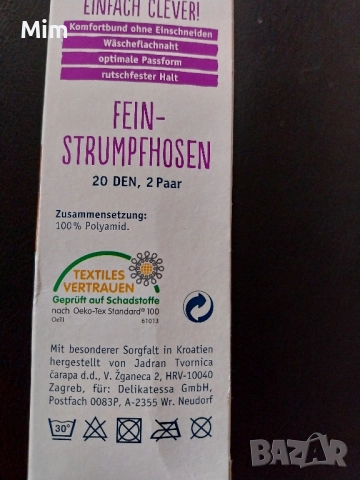 Mim
EINFACH CLEVER!
Komfortbund ohne Einschneiden
Wäscheflachnaht
optimale Passform
rutschfester Halt
FEIN-
STRUMPFHOSEN
20 DEN, 2 Paar
Zusammensetzung:
100% Polyamid.
TEXTILES
VERTRAUEN
Geprüft auf Schadstoffe
nach Oeko-Tex Standard® 100
OeTI 61013
Mit besonderer Sorgfalt in Kroatien
hergestellt von Jadran Tvornica
čarapa d.d., V. Žganeca 2, HRV-10040
Zagreb, für Delikatessa GmbH,
Postfach 0083P, A-2355 Wr. Neudorf
30°
BAZAR